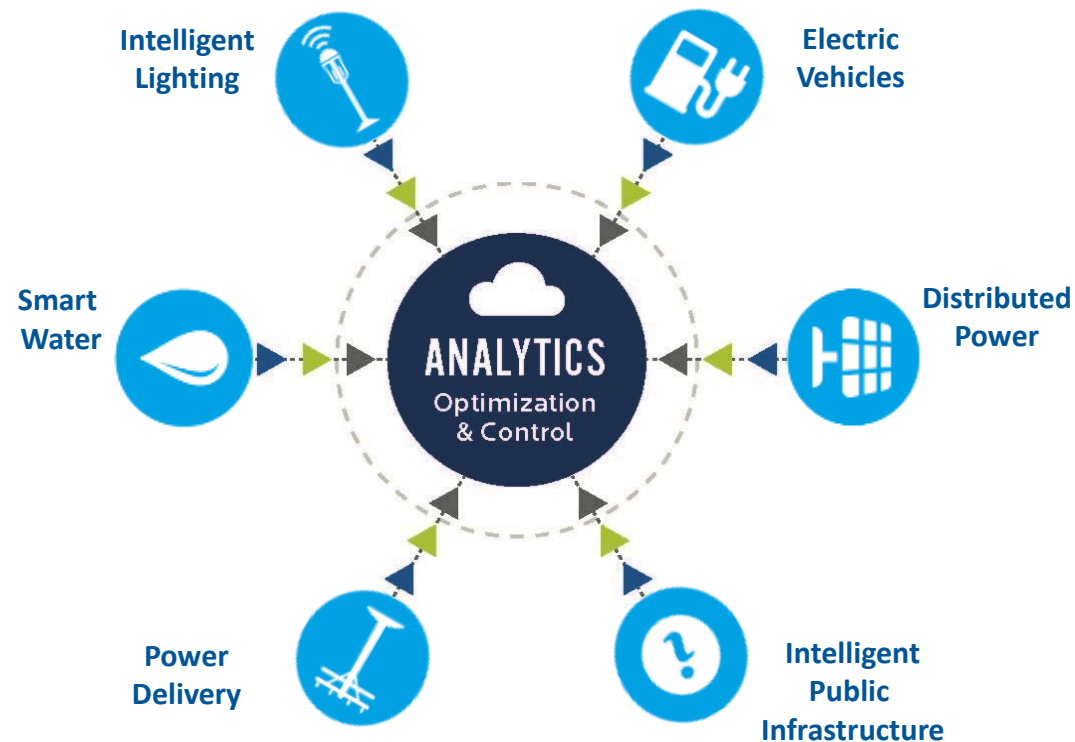 Intelligent
Lighting
Electric
Vehicles
Smart
Water
ANALYTICS
Optimization
& Control
Distributed
Power
Power
Delivery
Intelligent
Public
Infrastructure